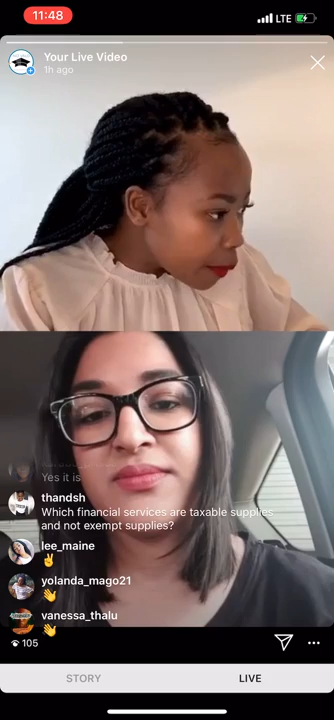 11:48
LTE
Your Live Video
1h ago
Yes it is
thandsh
Which financial services are taxable supplies
and not exempt supplies?
lee_maine
✌️
yolanda_mago21
👋
vanessa_thalu
👋
105
STORY
LIVE